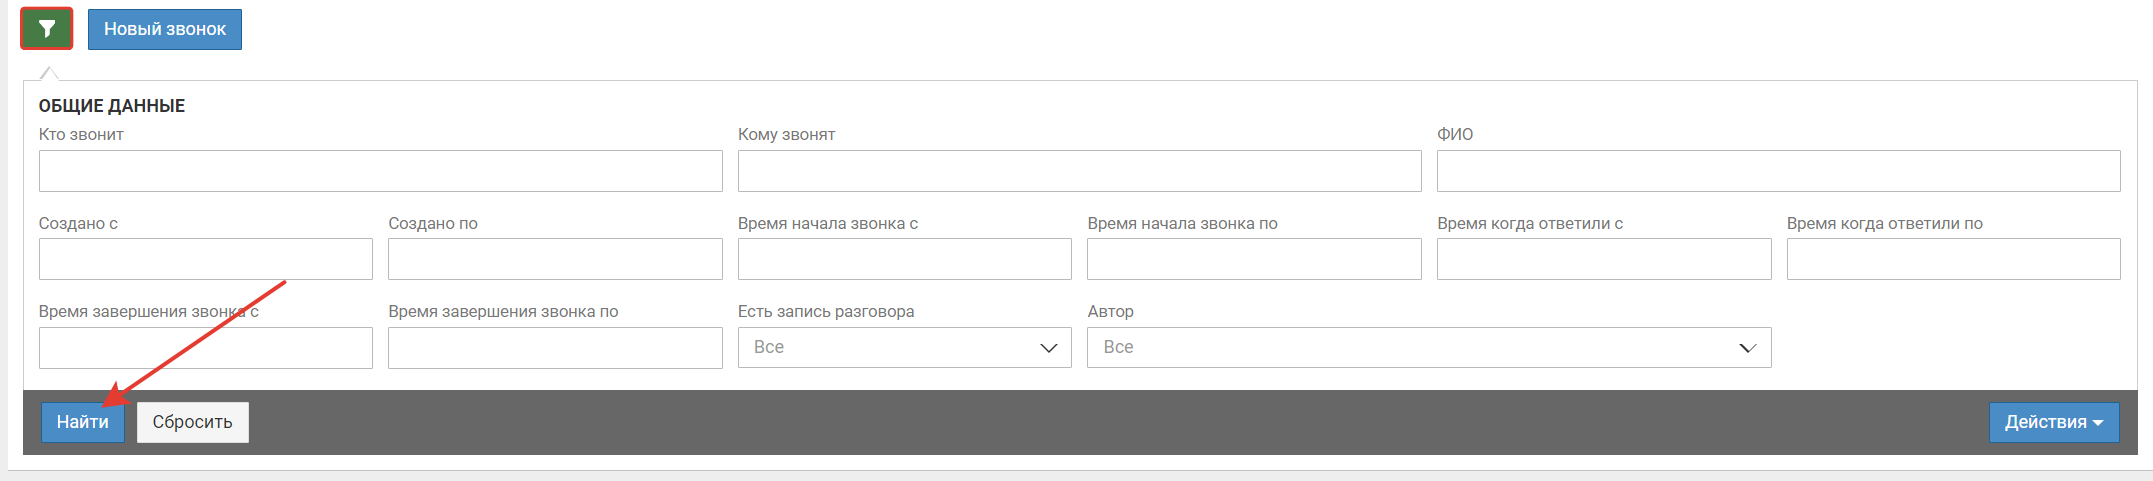 Новый звонок
ОБЩИЕ ДАННЫЕ
Кто звонит Кому звонят ФИО
Создано с Создано по Время начала звонка с Время начала звонка по Время когда ответили с Время когда ответили по
Время завершения звонка с Время завершения звонка по Есть запись разговора Автор
Все Все
Найти Сбросить Действия